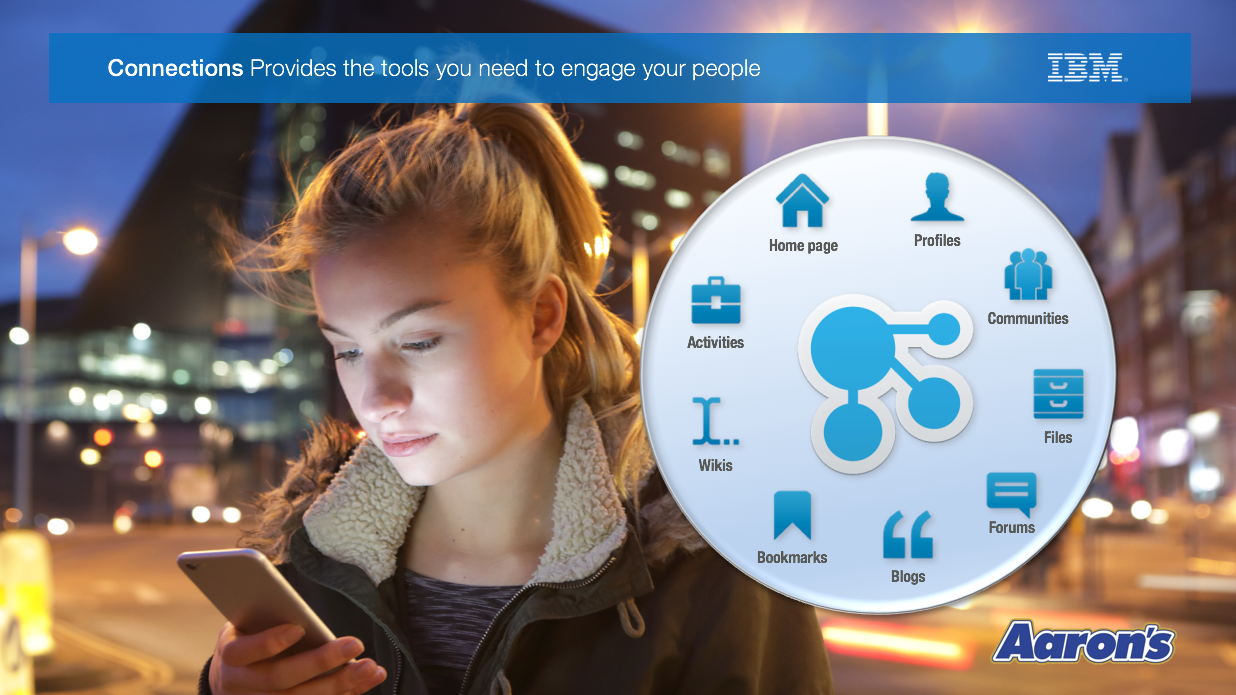 Connections Provides the tools you need to engage your people
IBM
Home page
Profiles
Communities
Activities
Files
Wikis
Forums
Bookmarks
Blogs
Aaron's